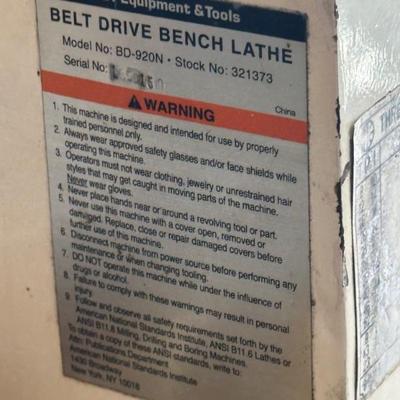 Equipment & Tools
BELT DRIVE BENCH LATHE
Model No: BD-920N • Stock No: 321373
Serial No:
China
WARNING
1. This machine is designed and intended for use by properly
trained personnel only.
2. Always wear approved safety glasses and/or face shields while
operating this machine.
3. Operators must not wear clothing, jewelry or unrestrained hair
styles that may get caught in moving parts of the machine.
Never wear gloves.
4. Never place hands near or around a revolving tool or part.
5. Never use this machine with a cover open, removed or
damaged. Replace, close or repair damaged covers before
further use of this machine.
6. Disconnect machine from power source before performing any
maintenance or when changing tooling.
7. DO NOT operate this machine while under the influence of
drugs or alcohol.
8. Failure to comply with these warnings may result in personal
injury.
9. Follow and observe all safety requirements set forth by the
American National Standards Institute, ANSI B11.6 Lathes or
ANSI B11.8 Milling, Drilling and Boring Machines.
To obtain a copy of these ANSI standards, write to:
Attn: Publications Department
American National Standards Institute
1430 Broadway
New York, NY 10018